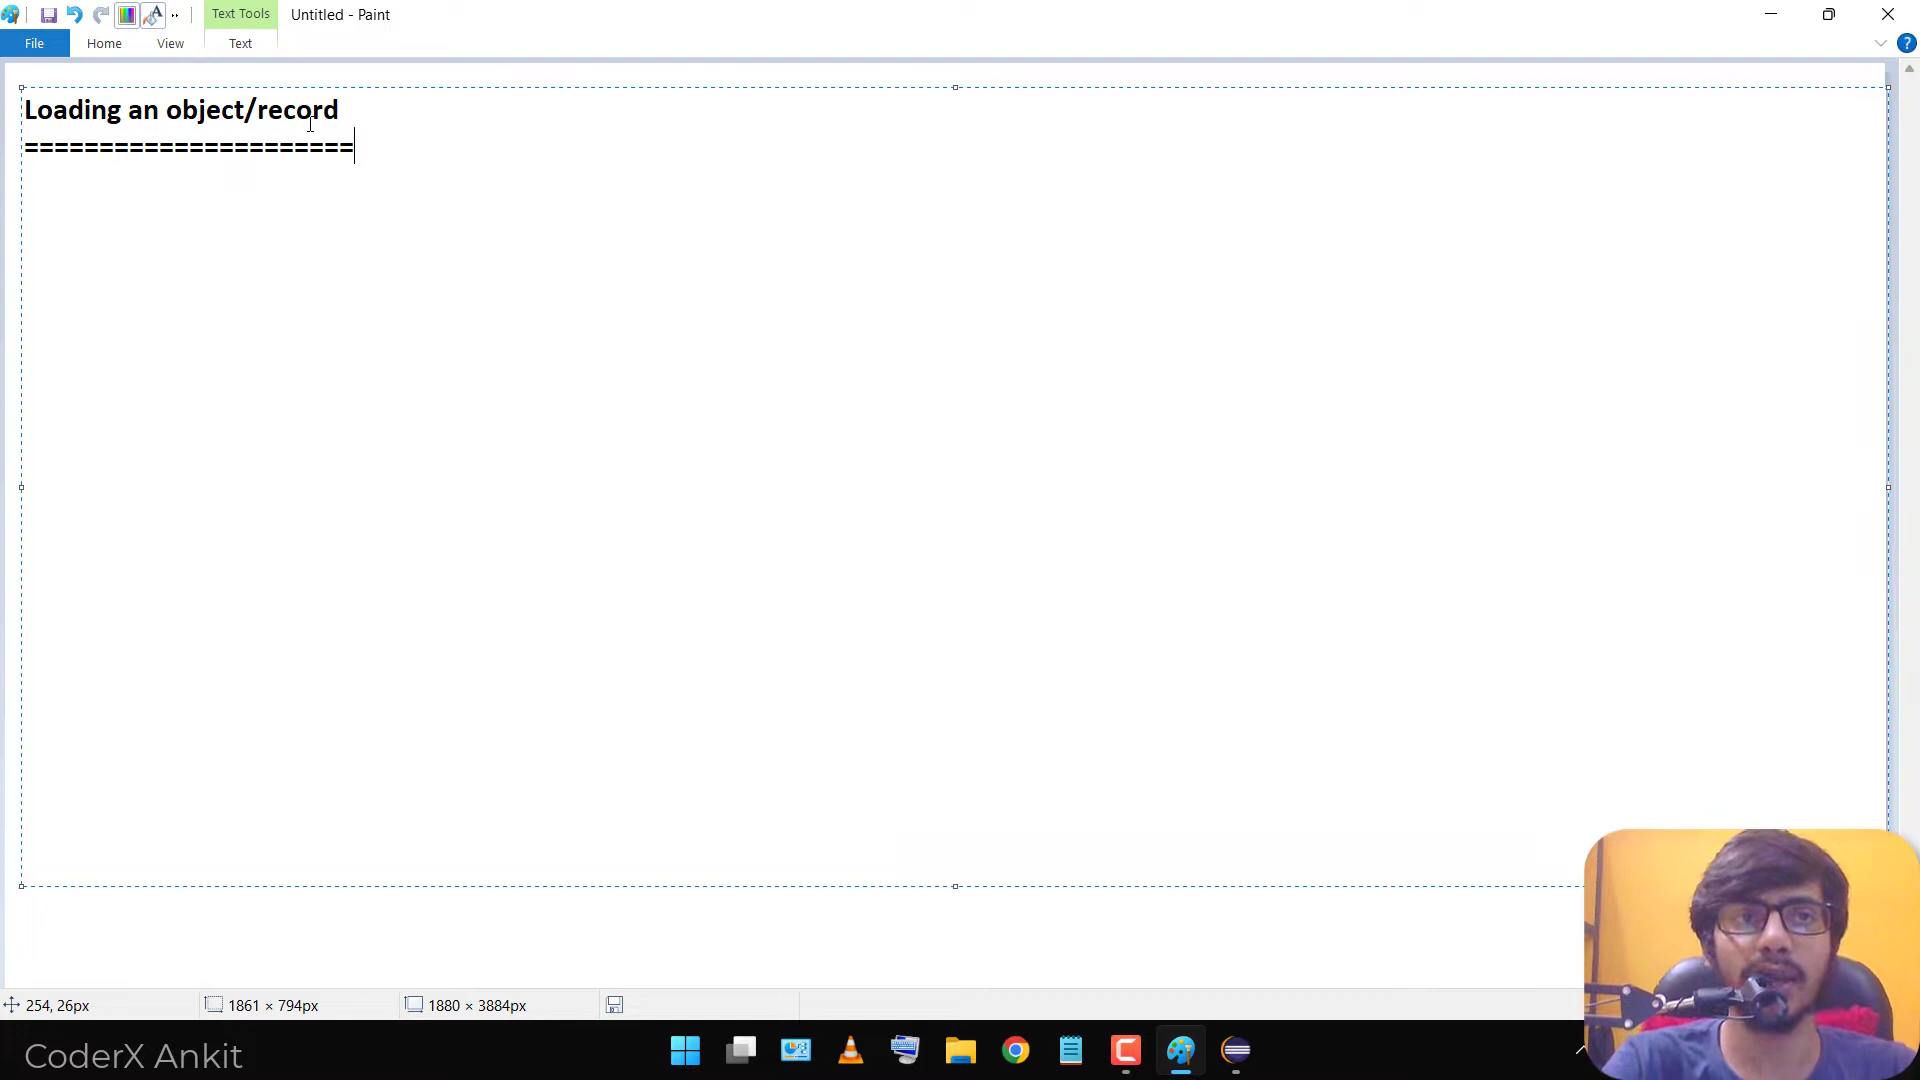 Text Tools
Untitled - Paint
File
Home
View
Text
Loading an object/record
======================
254, 26px
1861 × 794px
1880 × 3884px
CoderX Ankit